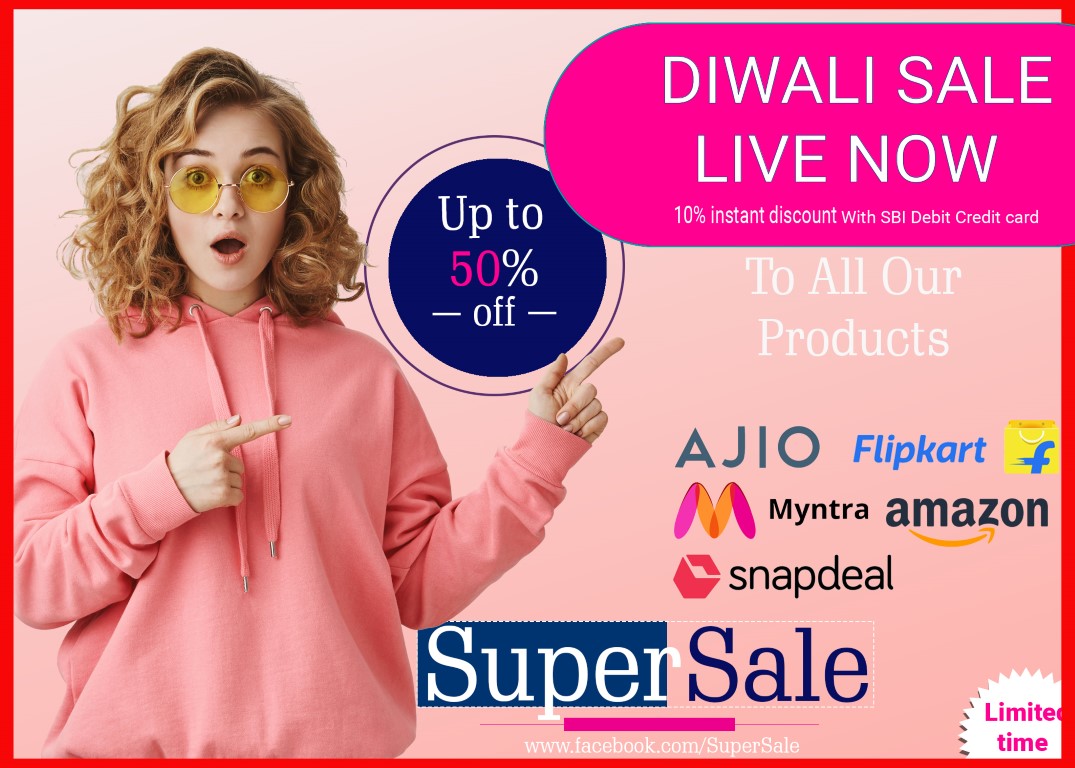 DIWALI SALE
LIVE NOW
10% instant discount With SBI Debit Credit card
Up to
50%
— off —
To All Our
Products
AJIO Flipkart
Myntra amazon
snapdeal
SuperSale
www.facebook.com/SuperSale
Limited
time